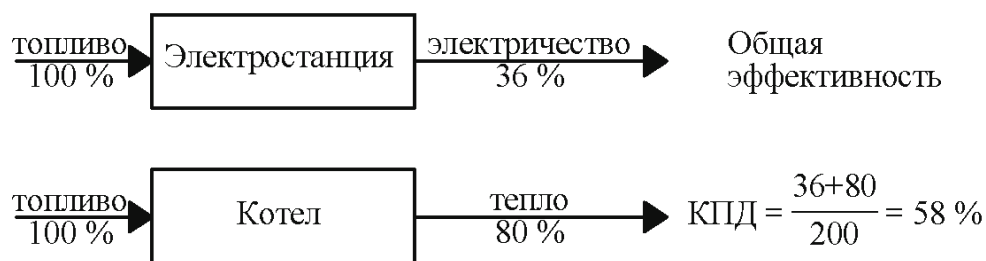 топливо
100 %
Электростанция
электричество
36 %
Общая
эффективность
топливо
100 %
Котел
тепло
80 %
КПД = 36+80 / 200 = 58 %